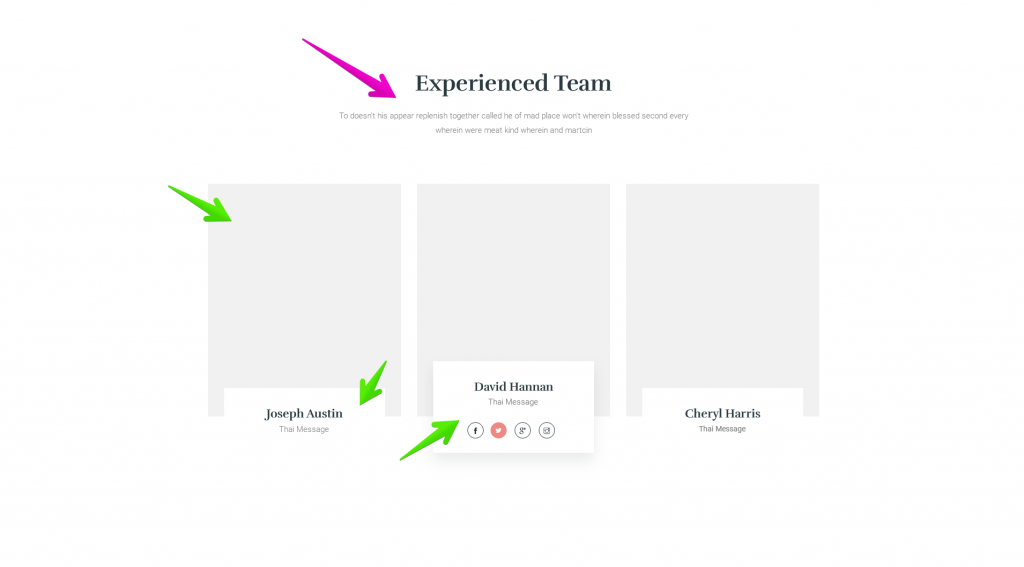 Experienced Team
To doesn't his appear replenish together called he of mad place won't wherein blessed second every
wherein were meat kind wherein and martcin
Joseph Austin
Thai Message
David Hannan
Thai Message
Cheryl Harris
Thai Message